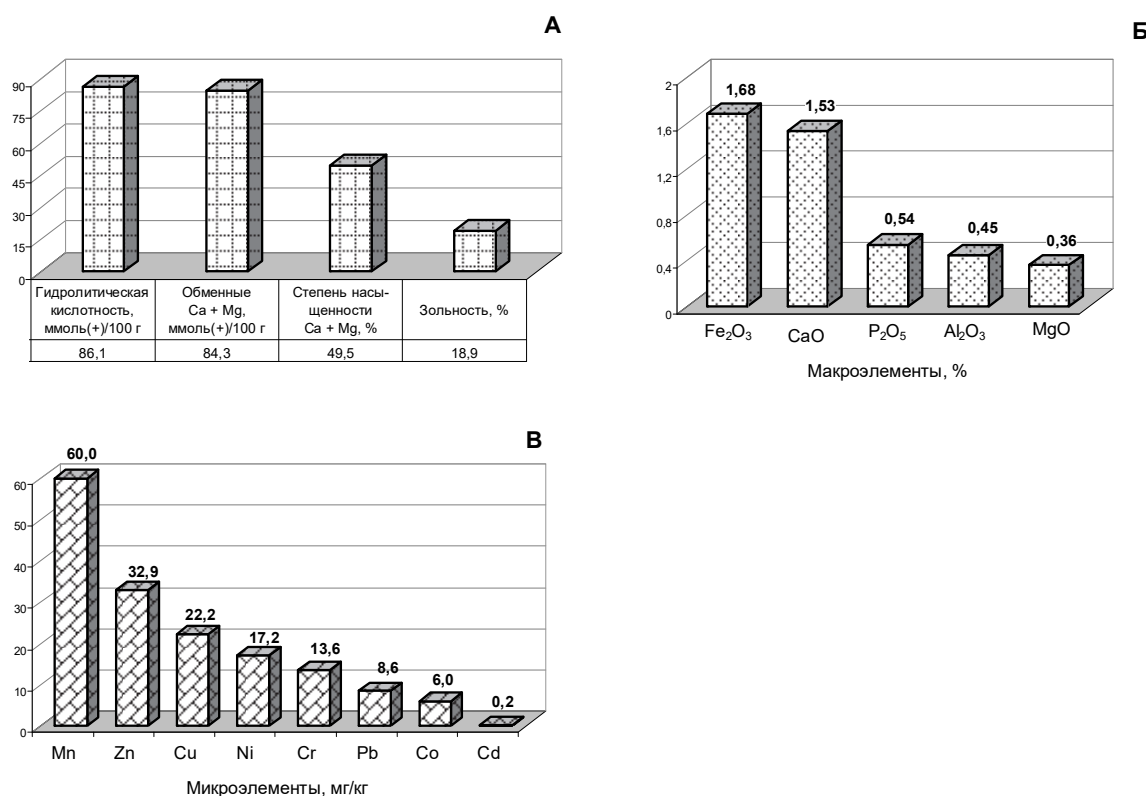 А
90
75
60
45
30
15
0
Гидролитическая
кислотность,
ммоль(+)/100 г
Обменные
Ca + Mg,
ммоль(+)/100 г
Степень насы-
щенности
Ca + Mg, %
Зольность, %
86,1
84,3
49,5
18,9
Б
2
1,6
1,2
0,8
0,4
0
1,68
1,53
0,54
0,45
0,36
Fe₂O₃
CaO
P₂O₅
Al₂O₃
MgO
Макроэлементы, %
В
60
50
40
30
20
10
0
60,0
32,9
22,2
17,2
13,6
8,6
6,0
0,2
Mn
Zn
Cu
Ni
Cr
Pb
Co
Cd
Микроэлементы, мг/кг